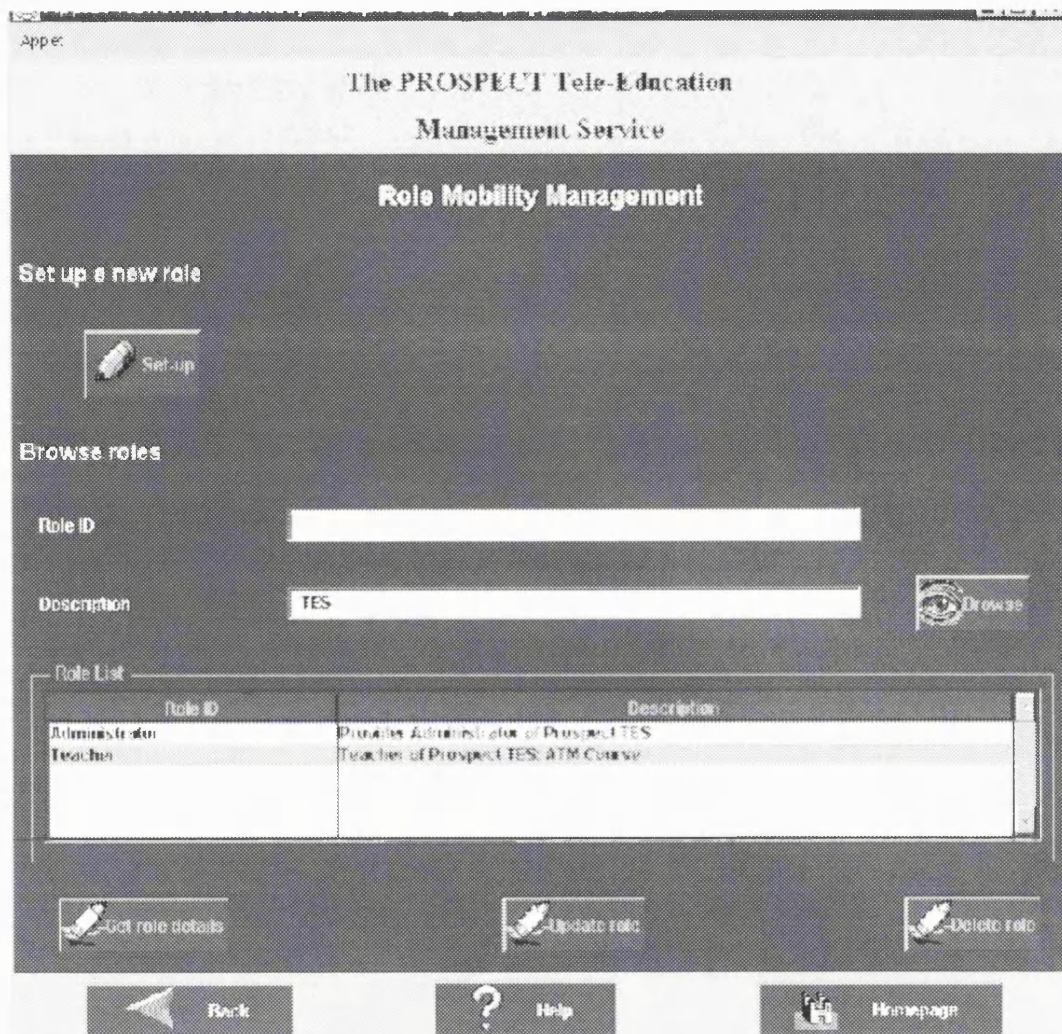 The PROSPECT Tele-Education
Management Service
Role Mobility Management
Set up a new role
Set-up
Browse roles
Role ID
Description TES Browse
Role List
Role ID Description
Administrator Provider Administrator of Prospect TES
Teacher Teacher of Prospect TES: ATM Course
Get role details Update role Delete role
Back Help Homepage